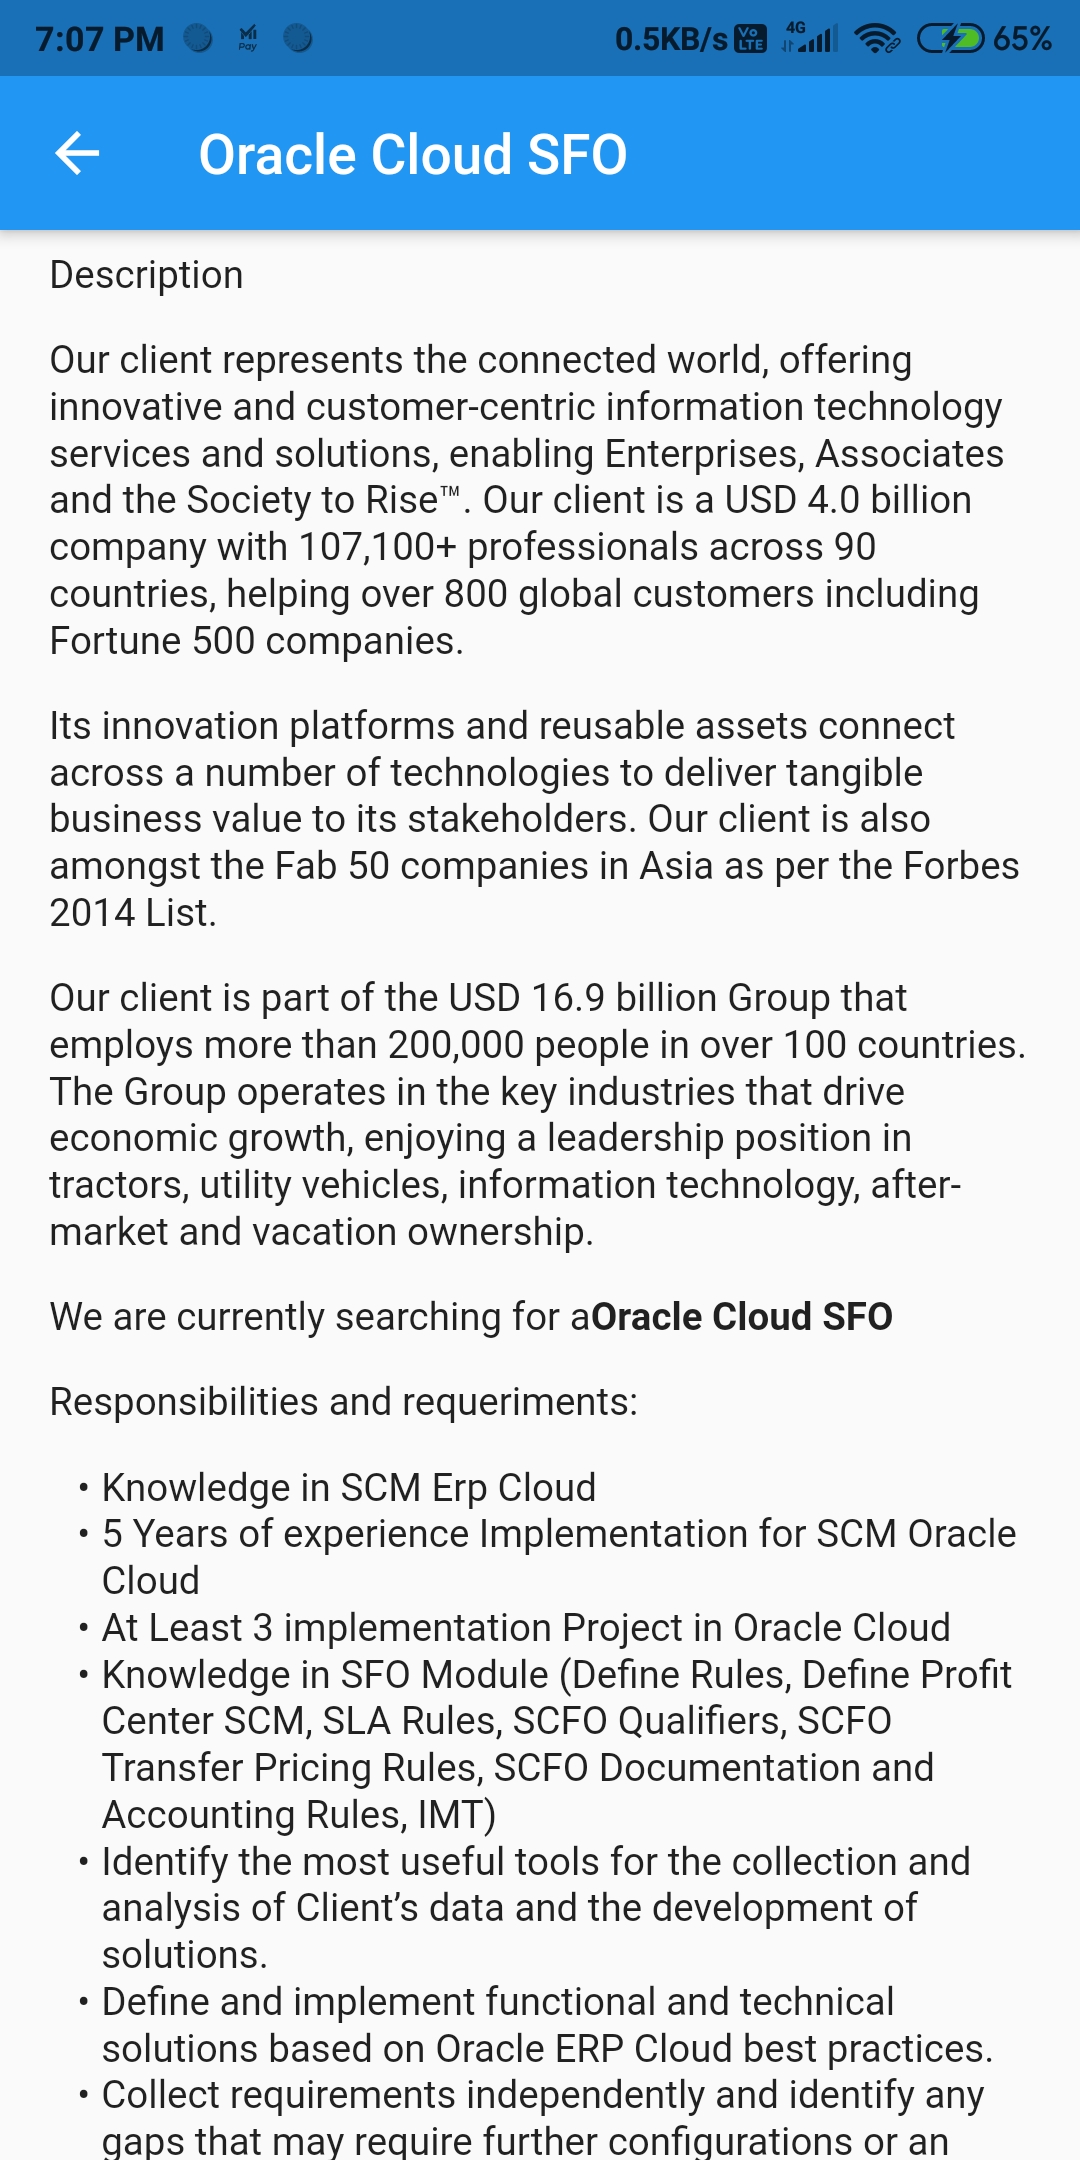 7:07 PM Mi Pay 0.5KB/s Vo LTE 4G 65%
Oracle Cloud SFO
Description
Our client represents the connected world, offering
innovative and customer-centric information technology
services and solutions, enabling Enterprises, Associates
and the Society to Rise™. Our client is a USD 4.0 billion
company with 107,100+ professionals across 90
countries, helping over 800 global customers including
Fortune 500 companies.
Its innovation platforms and reusable assets connect
across a number of technologies to deliver tangible
business value to its stakeholders. Our client is also
amongst the Fab 50 companies in Asia as per the Forbes
2014 List.
Our client is part of the USD 16.9 billion Group that
employs more than 200,000 people in over 100 countries.
The Group operates in the key industries that drive
economic growth, enjoying a leadership position in
tractors, utility vehicles, information technology, after-
market and vacation ownership.
We are currently searching for aOracle Cloud SFO
Responsibilities and requeriments:
• Knowledge in SCM Erp Cloud
• 5 Years of experience Implementation for SCM Oracle
Cloud
• At Least 3 implementation Project in Oracle Cloud
• Knowledge in SFO Module (Define Rules, Define Profit
Center SCM, SLA Rules, SCFO Qualifiers, SCFO
Transfer Pricing Rules, SCFO Documentation and
Accounting Rules, IMT)
• Identify the most useful tools for the collection and
analysis of Client’s data and the development of
solutions.
• Define and implement functional and technical
solutions based on Oracle ERP Cloud best practices.
• Collect requirements independently and identify any
gaps that may require further configurations or an